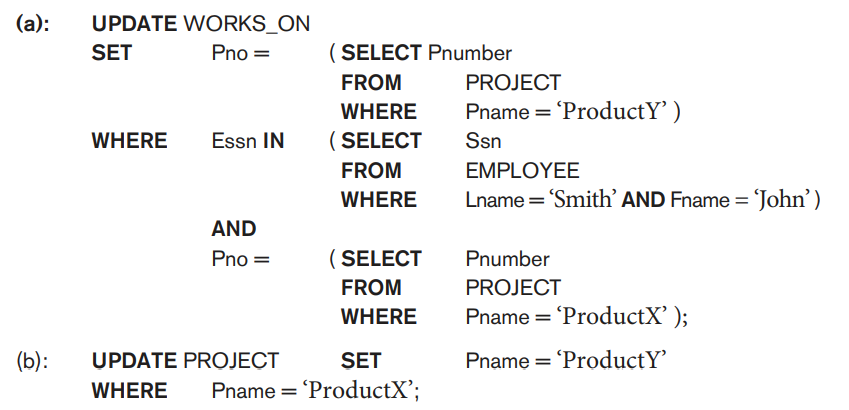 (a): UPDATE WORKS_ON
SET Pno = ( SELECT Pnumber
FROM PROJECT
WHERE Pname = ‘ProductY’ )
WHERE Essn IN ( SELECT Ssn
FROM EMPLOYEE
WHERE Lname = ‘Smith’ AND Fname = ‘John’ )
AND
Pno = ( SELECT Pnumber
FROM PROJECT
WHERE Pname = ‘ProductX’ );
(b): UPDATE PROJECT SET Pname = ‘ProductY’
WHERE Pname = ‘ProductX’;